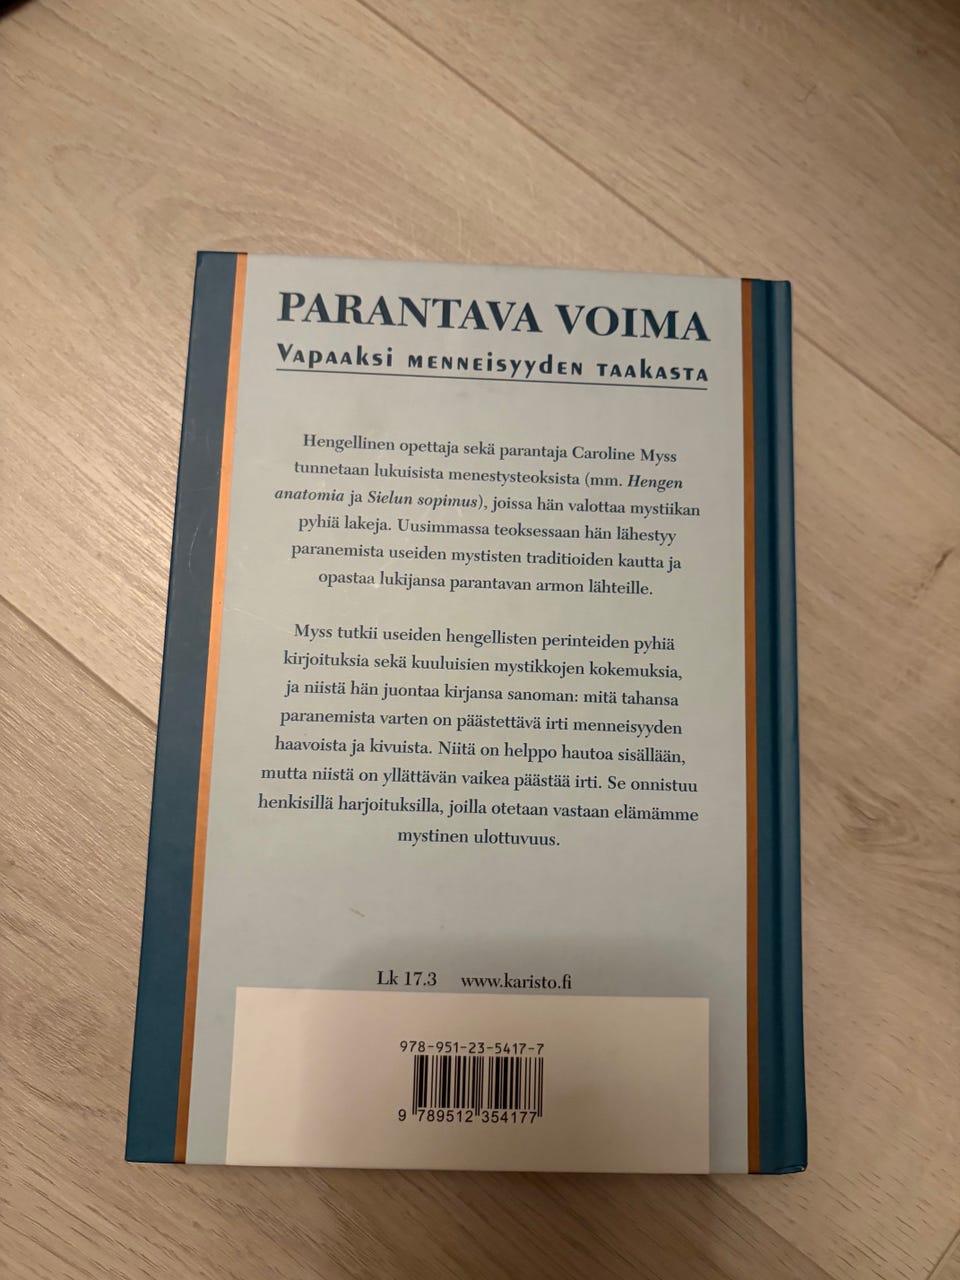 PARANTAVA VOIMA
Vapaaksi menneisyyden taakasta
Hengellinen opettaja sekä parantaja Caroline Myss
tunnetaan lukuisista menestysteoksista (mm. Hengen
anatomia ja Sielun sopimus), joissa hän valottaa mystiikan
pyhiä lakeja. Uusimmassa teoksessaan hän lähestyy
paranemista useiden mystisten traditioiden kautta ja
opastaa lukijansa parantavan armon lähteille.
Myss tutkii useiden hengellisten perinteiden pyhiä
kirjoituksia sekä kuuluisien mystikkojen kokemuksia,
ja niistä hän juontaa kirjansa sanoman: mitä tahansa
paranemista varten on päästettävä irti menneisyyden
haavoista ja kivuista. Niitä on helppo hautoa sisällään,
mutta niistä on yllättävän vaikea päästää irti. Se onnistuu
henkisillä harjoituksilla, joilla otetaan vastaan elämämme
mystinen ulottuvuus.
Lk 17.3 www.karisto.fi
978-951-23-5417-7
9 789512 354177